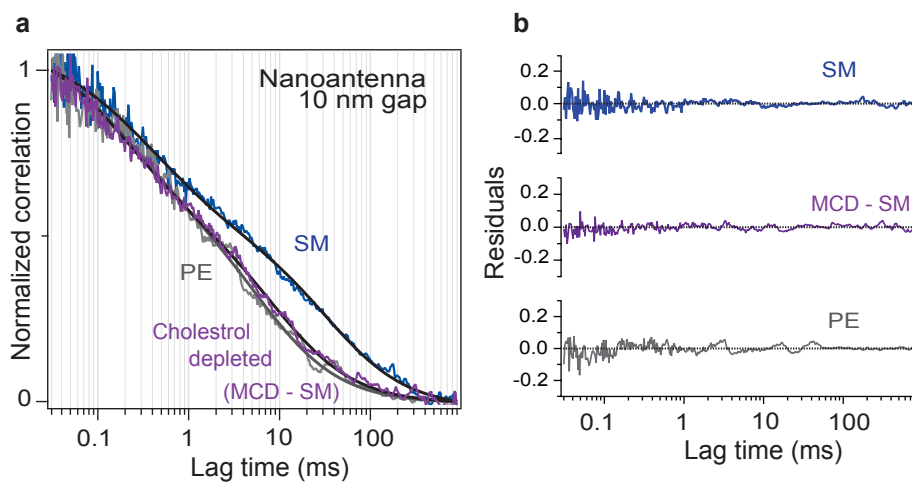 a
Nanoantenna
10 nm gap
SM
PE
Cholestrol
depleted
(MCD - SM)
Normalized correlation
1
0
0.1 1 10 100
Lag time (ms)
b
SM
0.2
0.0
-0.2
MCD - SM
0.2
0.0
-0.2
PE
0.2
0.0
-0.2
Residuals
0.1 1 10 100
Lag time (ms)